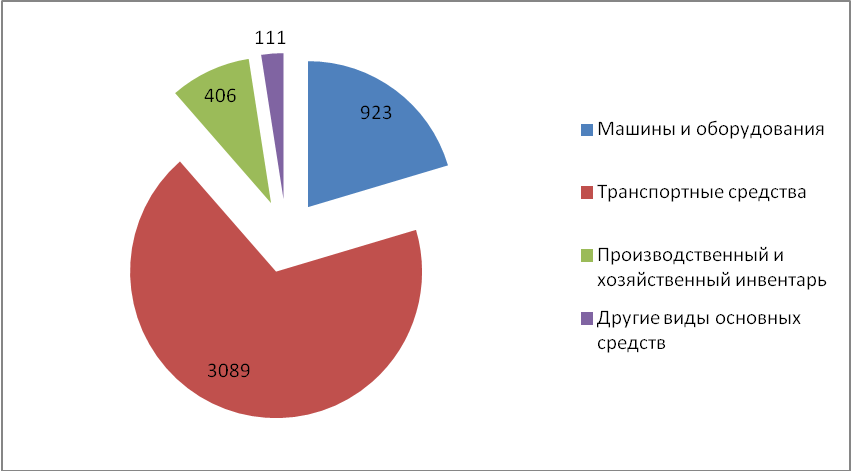 111
406
923
3089
Машины и оборудования
Транспортные средства
Производственный и
хозяйственный инвентарь
Другие виды основных
средств